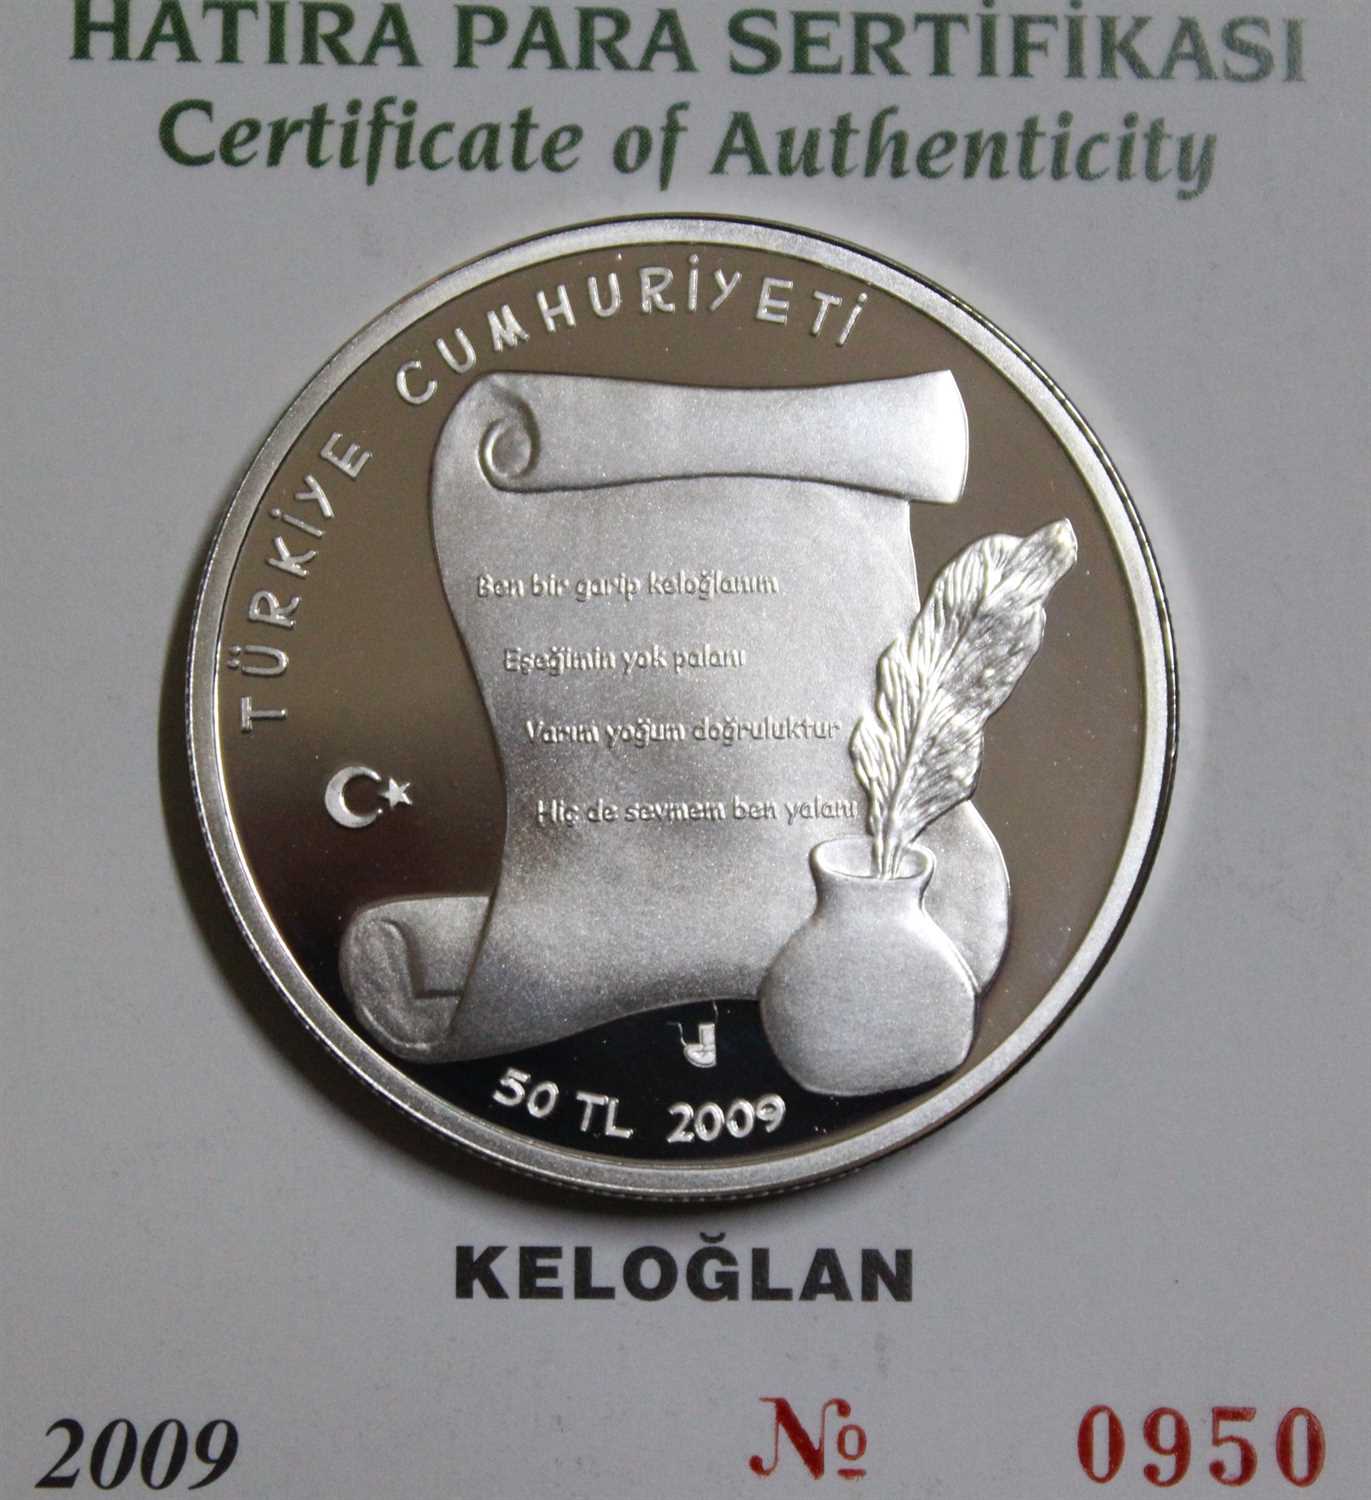 HATIRA PARA SERTİFİKASI
Certificate of Authenticity
TÜRKİYE CUMHURİYETİ
Ben bir garip keloğlanım
Eşeğimin yok palanı
Varım yoğum doğruluktur
Hiç de sevmem ben yalanı
50 TL 2009
KELOĞLAN
2009 № 0950